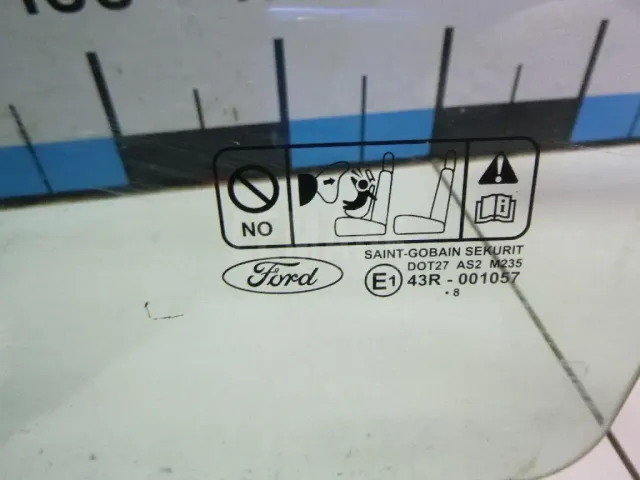 NO
Ford
SAINT-GOBAIN SEKURIT
DOT27 AS2 M235
E1 43R - 001057
. 8